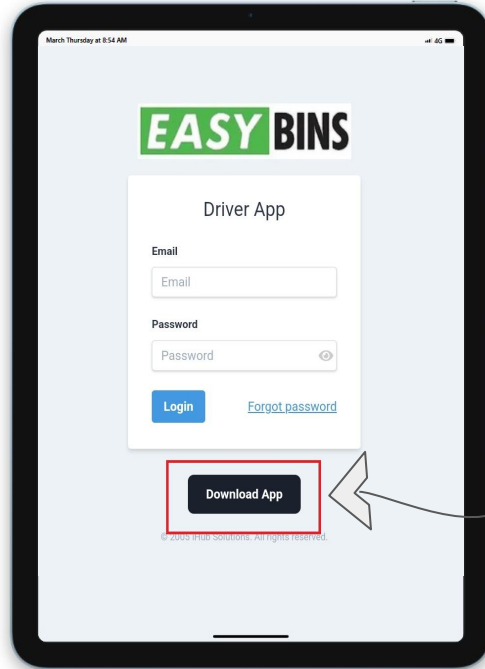 March Thursday at 8:54 AM
4G
EASY BINS
Driver App
Email
Email
Password
Password
Login
Forgot password
Download App
© 2005 iHub Solutions. All rights reserved.